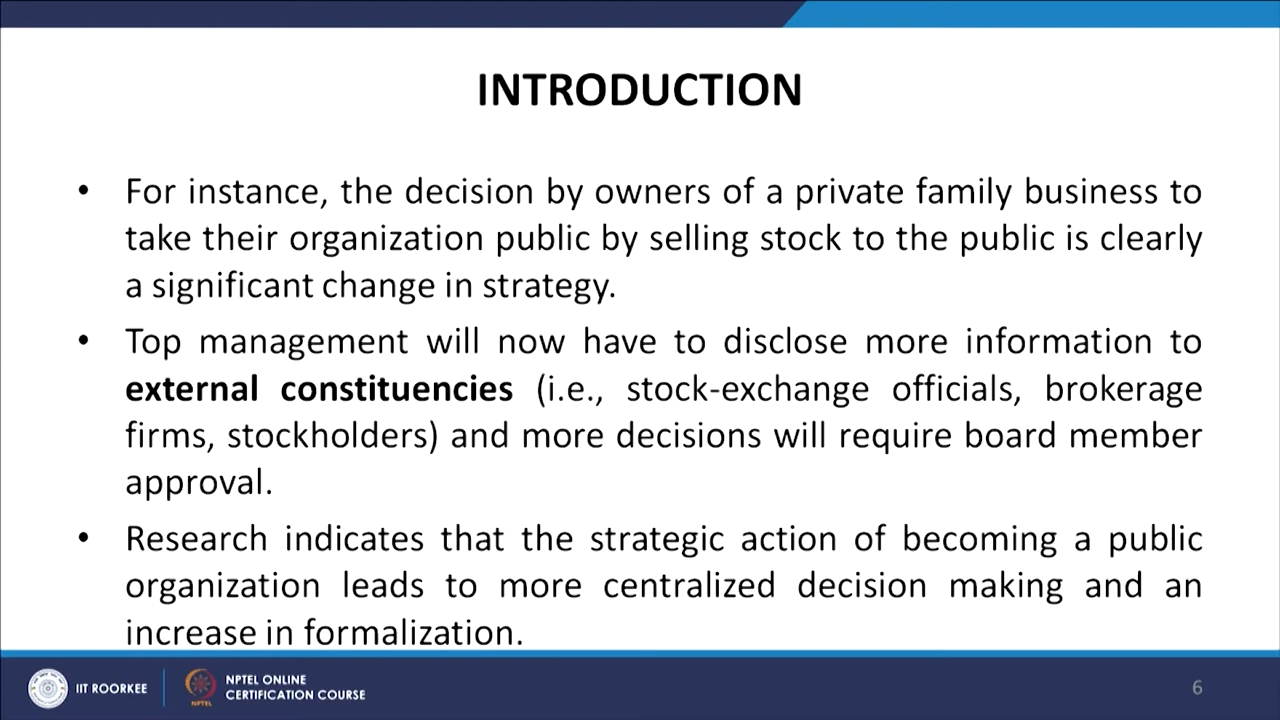 INTRODUCTION
• For instance, the decision by owners of a private family business to
take their organization public by selling stock to the public is clearly
a significant change in strategy.
• Top management will now have to disclose more information to
external constituencies (i.e., stock-exchange officials, brokerage
firms, stockholders) and more decisions will require board member
approval.
• Research indicates that the strategic action of becoming a public
organization leads to more centralized decision making and an
increase in formalization.
IIT ROORKEE
NPTEL
NPTEL ONLINE
CERTIFICATION COURSE
6